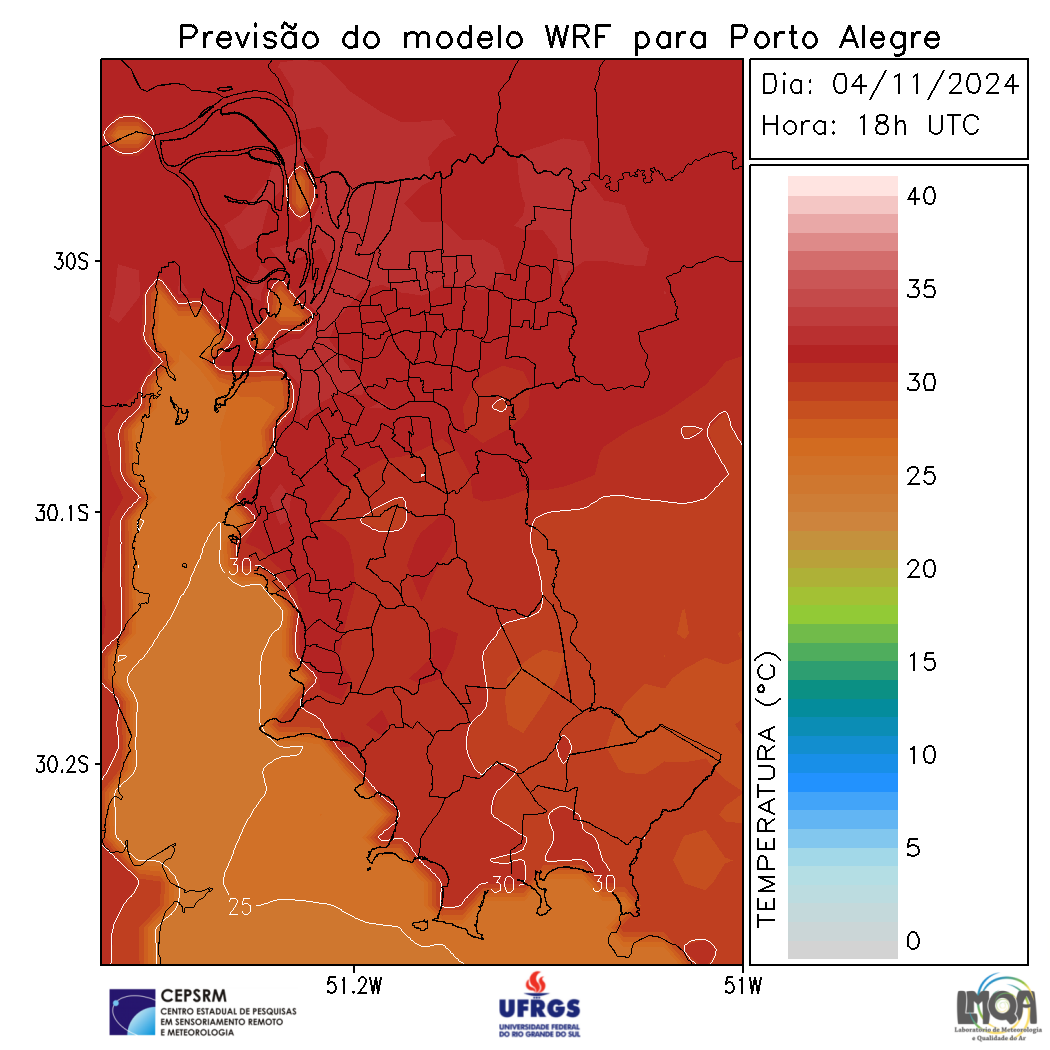 Previsão do modelo WRF para Porto Alegre
Dia: 04/11/2024
Hora: 18h UTC
40
35
30
25
20
15
10
5
0
TEMPERATURA (°C)
30S
30.1S
30.2S
30
30
30
25
51.2W
51W
CEPSRM
CENTRO ESTADUAL DE PESQUISAS
EM SENSORIAMENTO REMOTO
E METEOROLOGIA
UFRGS
UNIVERSIDADE FEDERAL
DO RIO GRANDE DO SUL
LMQA
Laboratório de Meteorologia
e Qualidade do Ar